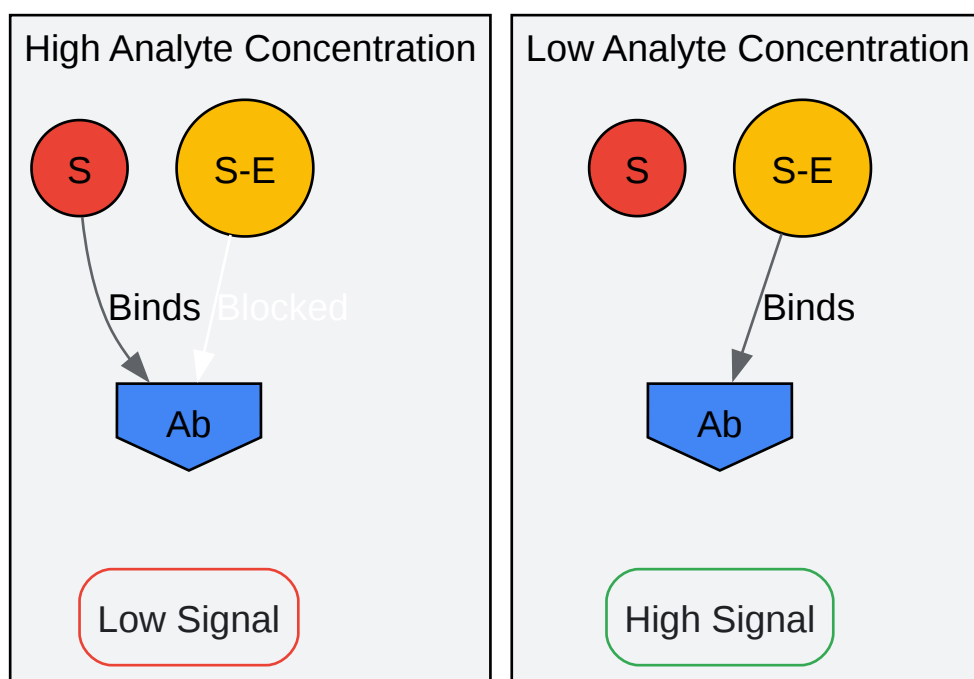 High Analyte Concentration
S
S-E
Binds
Blocked
Ab
Low Signal
Low Analyte Concentration
S
S-E
Binds
Ab
High Signal